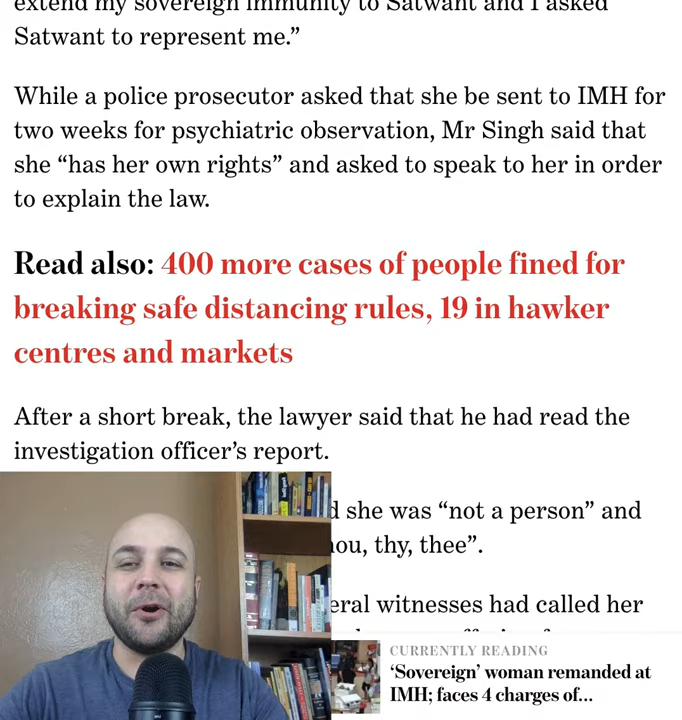 extend my sovereign immunity to Satwant and I asked
Satwant to represent me.”
While a police prosecutor asked that she be sent to IMH for
two weeks for psychiatric observation, Mr Singh said that
she “has her own rights” and asked to speak to her in order
to explain the law.
Read also: 400 more cases of people fined for
breaking safe distancing rules, 19 in hawker
centres and markets
After a short break, the lawyer said that he had read the
investigation officer’s report.
she was “not a person” and
thy, thee”.
witnesses had called her
CURRENTLY READING
‘Sovereign’ woman remanded at
IMH; faces 4 charges of...